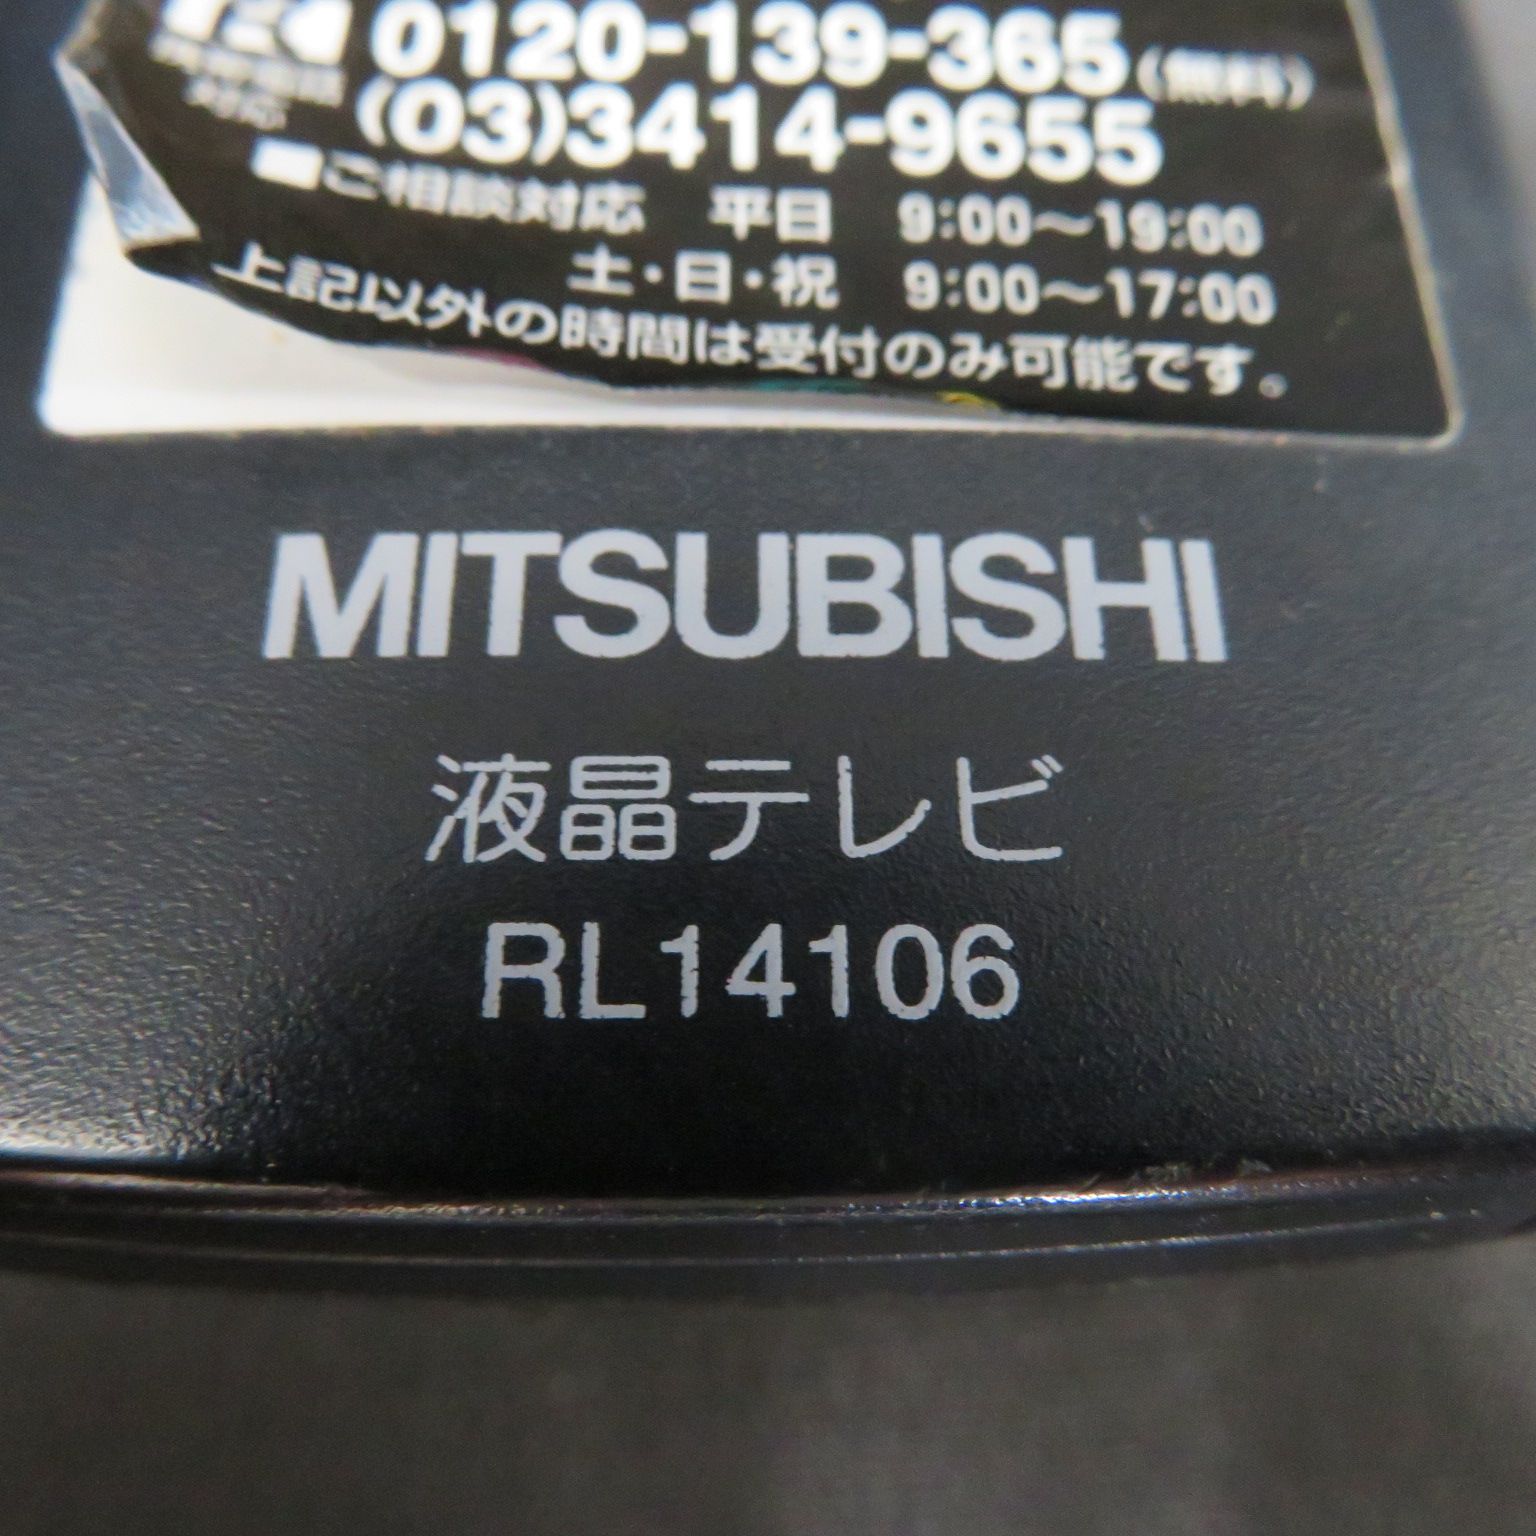 0120-139-365(無料)
(03)3414-9655
■ご相談対応 平日 9:00～19:00
土・日・祝 9:00～17:00
上記以外の時間は受付のみ可能です。
MITSUBISHI
液晶テレビ
RL14106